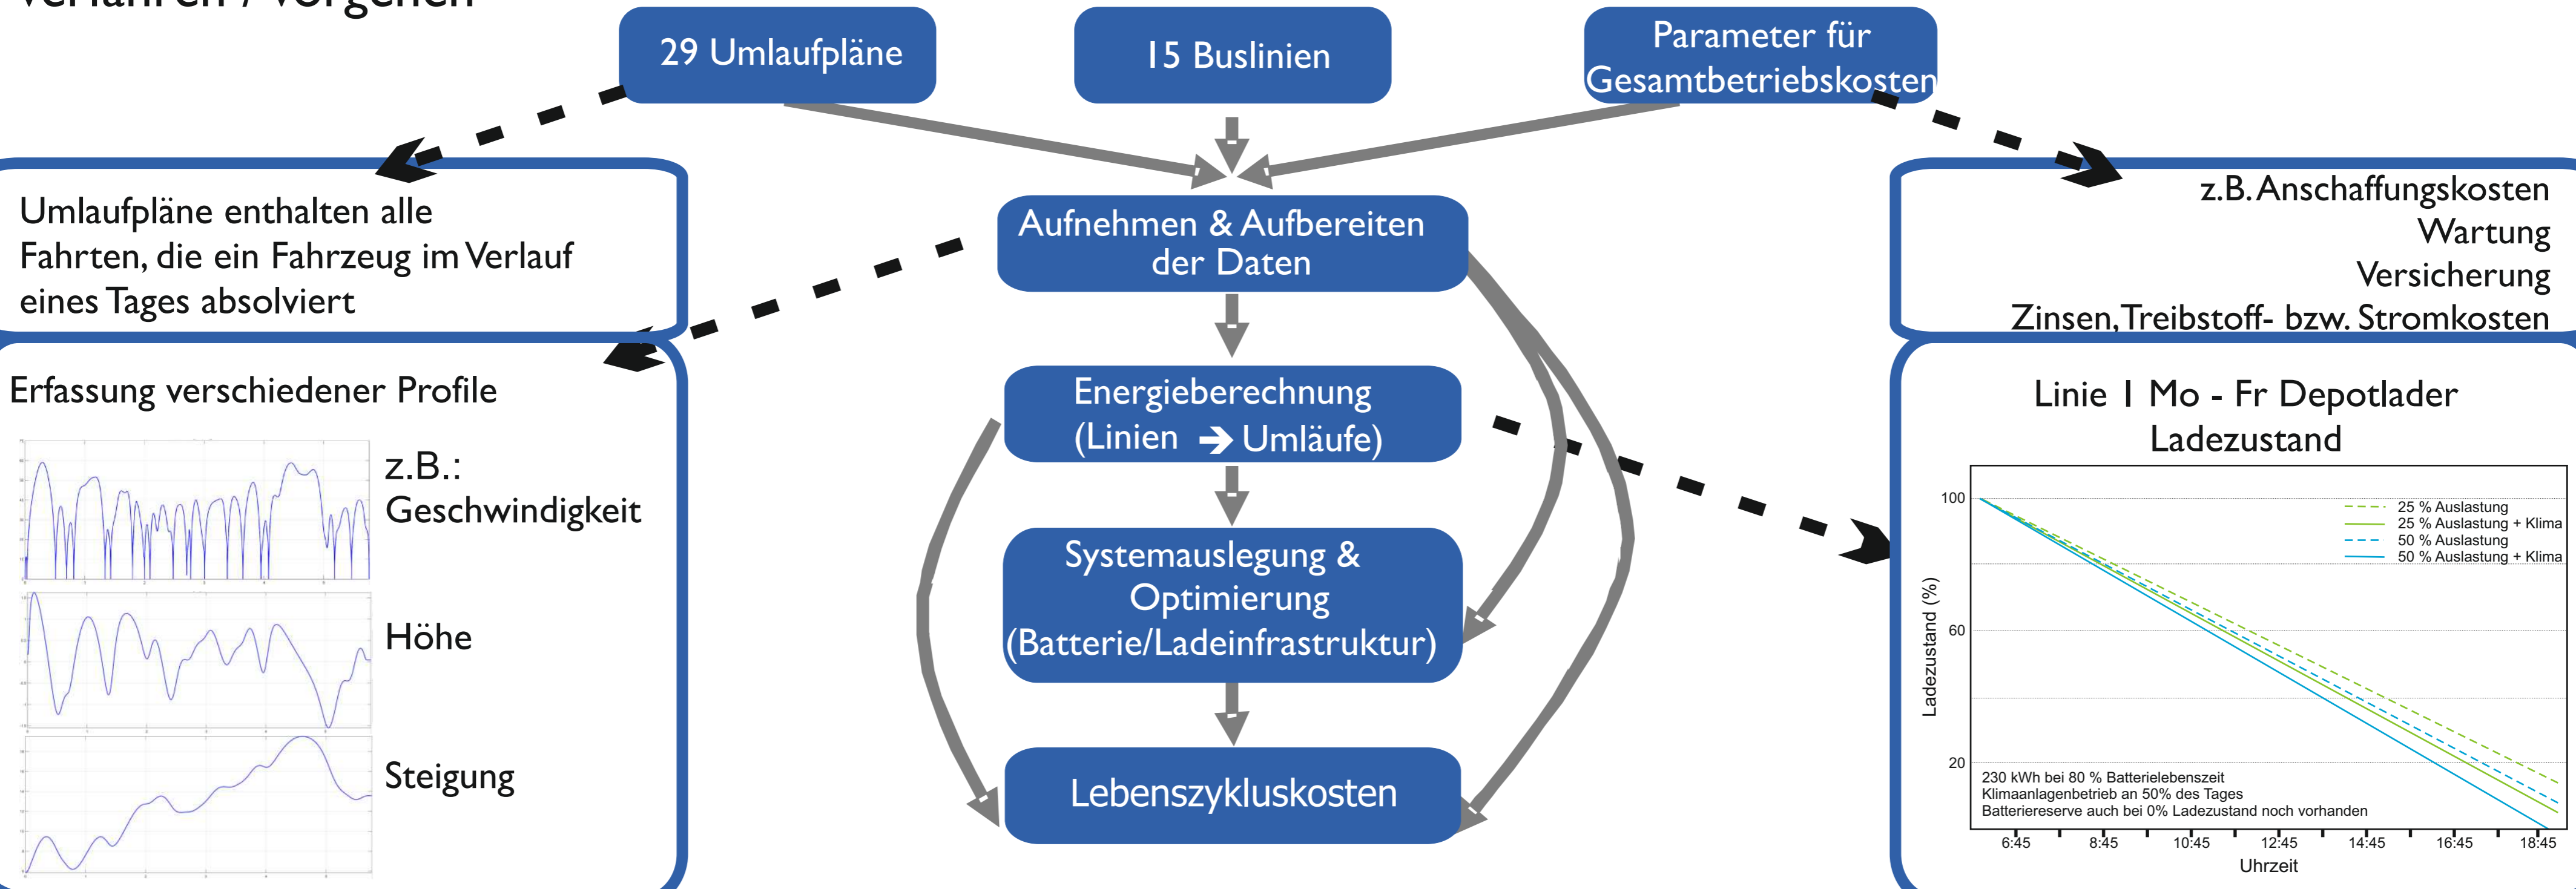 Verfahren / Vorgehen
29 Umlaufpläne
15 Buslinien
Parameter für
Gesamtbetriebskosten
Umlaufpläne enthalten alle
Fahrten, die ein Fahrzeug im Verlauf
eines Tages absolviert
Aufnehmen & Aufbereiten
der Daten
z.B. Anschaffungskosten
Wartung
Versicherung
Zinsen, Treibstoff- bzw. Stromkosten
Erfassung verschiedener Profile
z.B.:
Geschwindigkeit
Höhe
Steigung
Energieberechnung
(Linien ➔ Umläufe)
Systemauslegung &
Optimierung
(Batterie/Ladeinfrastruktur)
Lebenszykluskosten
Linie 1 Mo - Fr Depotlader
Ladezustand
100
60
20
Ladezustand (%)
25 % Auslastung
25 % Auslastung + Klima
50 % Auslastung
50 % Auslastung + Klima
230 kWh bei 80 % Batterielebenszeit
Klimaanlagenbetrieb an 50% des Tages
Batteriereserve auch bei 0% Ladezustand noch vorhanden
6:45 8:45 10:45 12:45 14:45 16:45 18:45
Uhrzeit